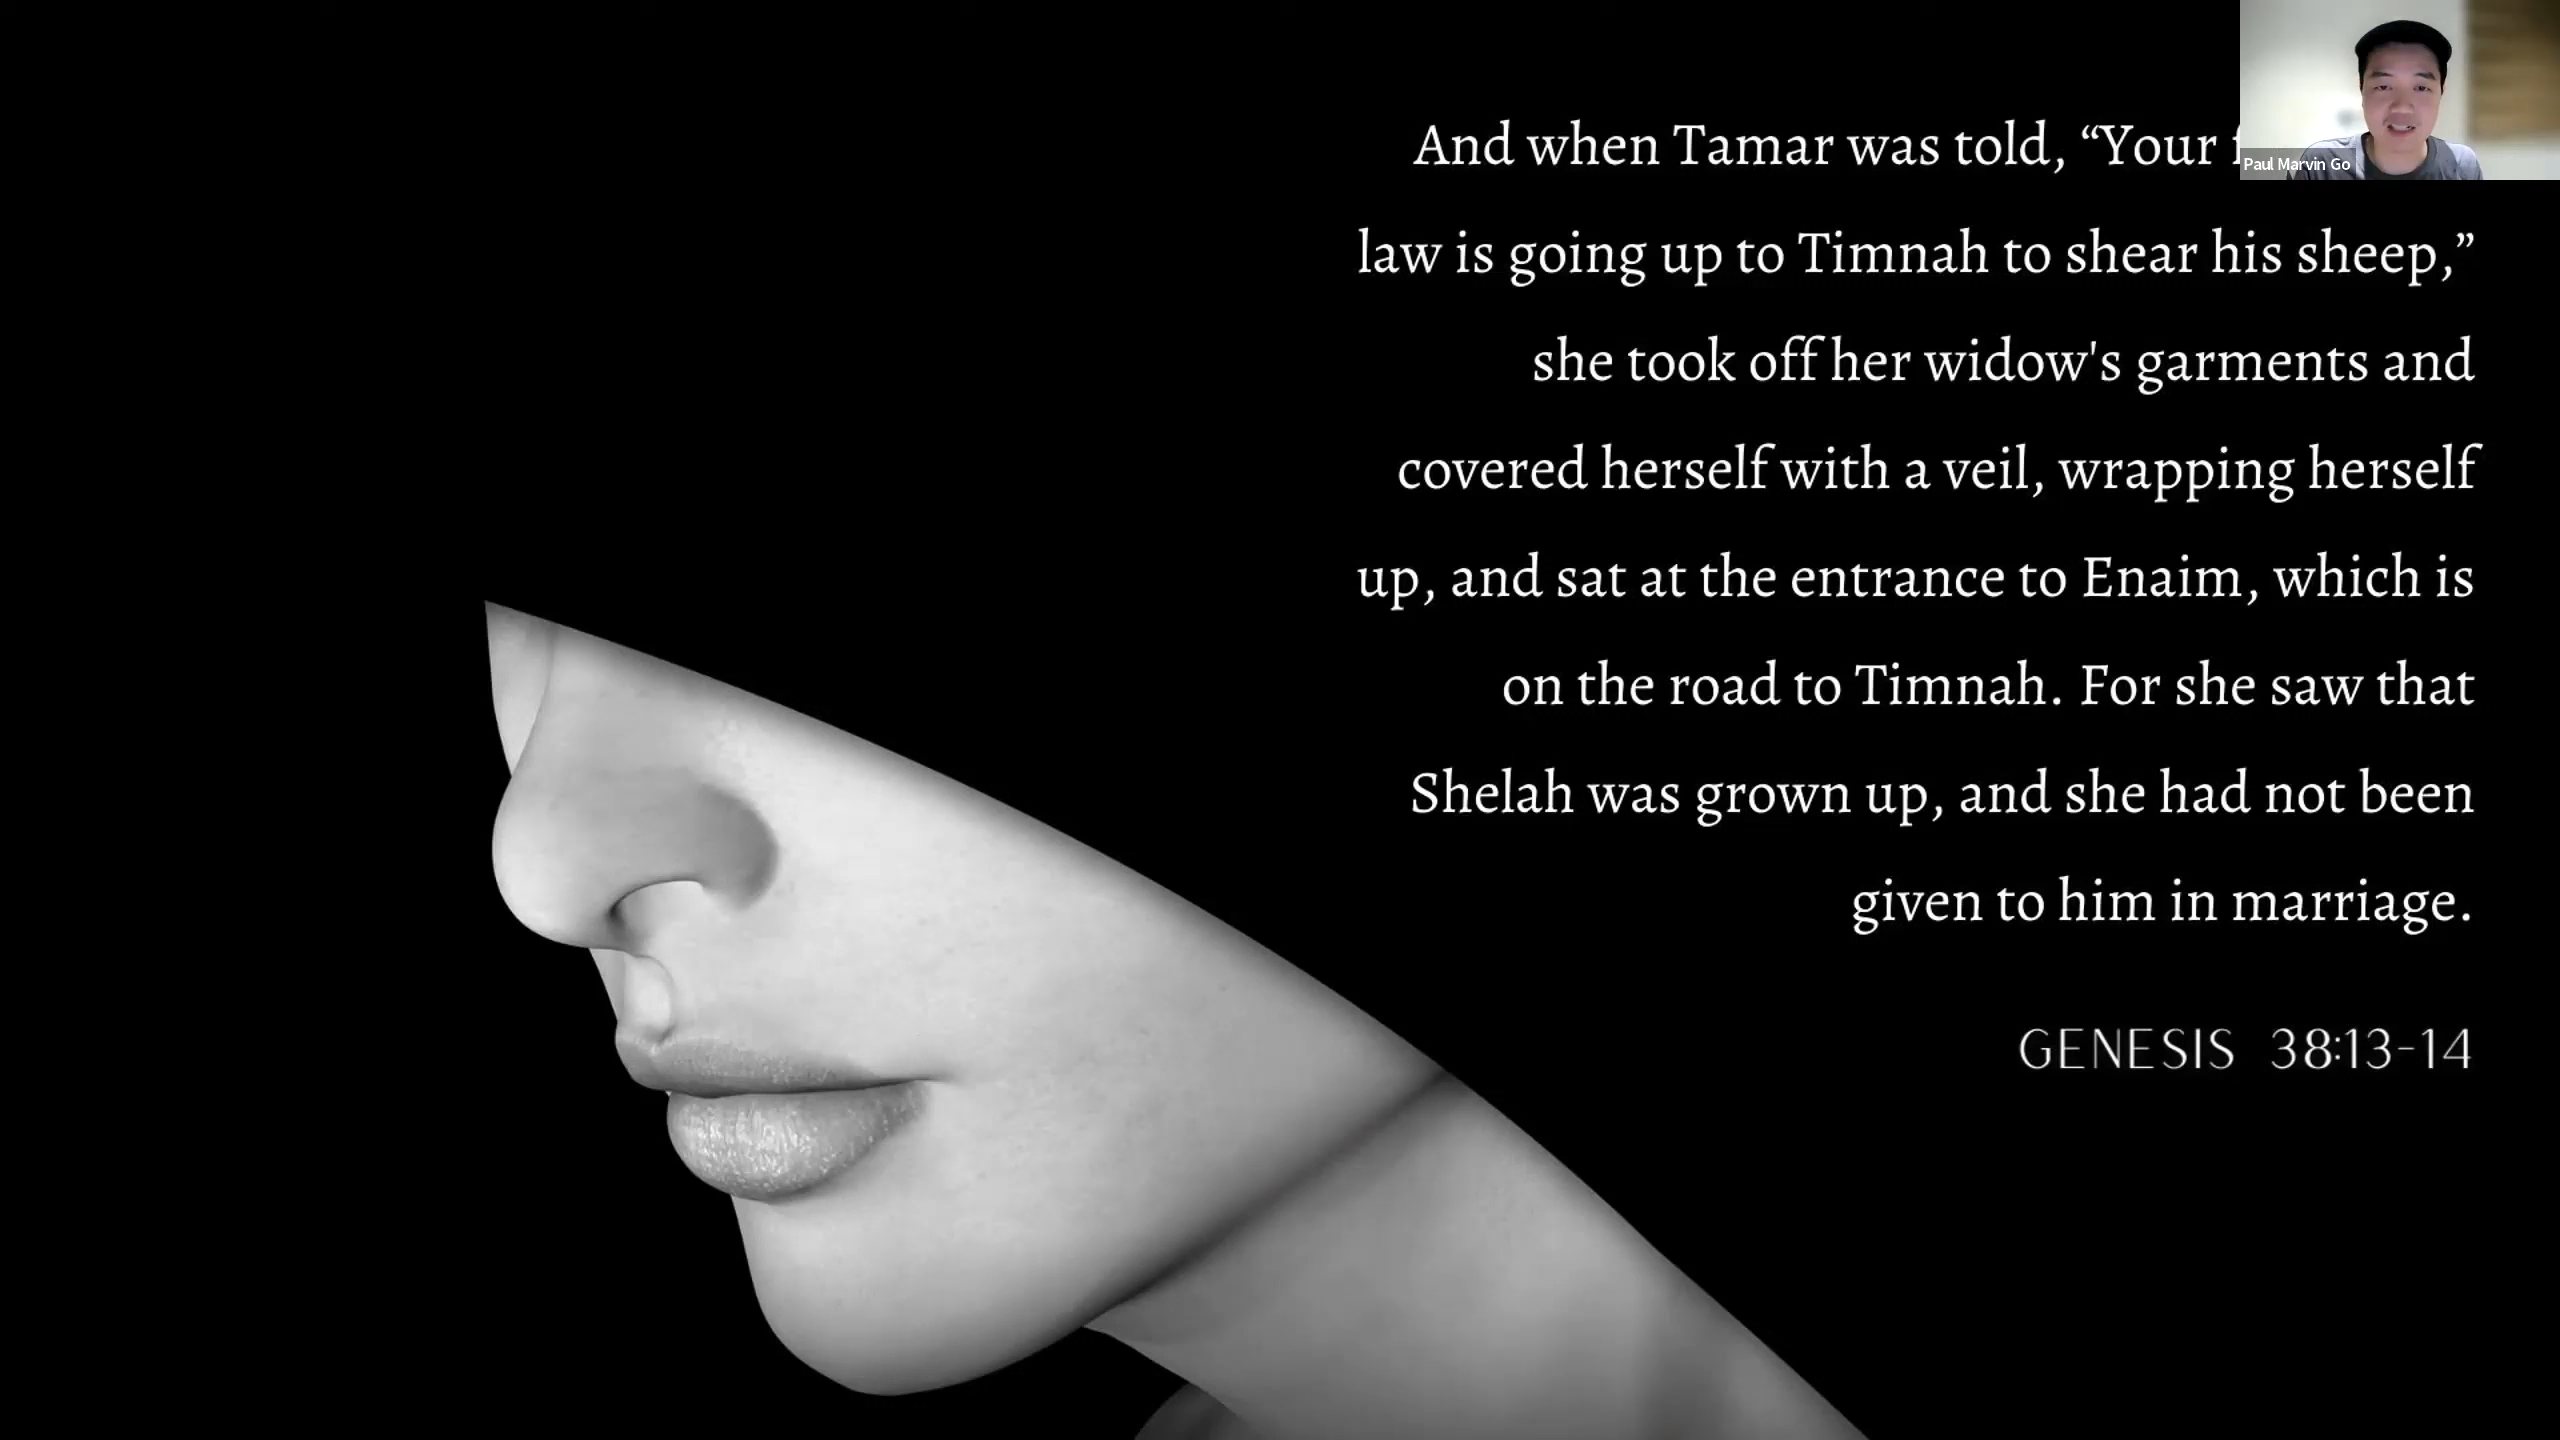 And when Tamar was told, “Your
law is going up to Timnah to shear his sheep,”
she took off her widow's garments and
covered herself with a veil, wrapping herself
up, and sat at the entrance to Enaim, which is
on the road to Timnah. For she saw that
Shelah was grown up, and she had not been
given to him in marriage.
GENESIS 38:13-14
Paul Marvin Go